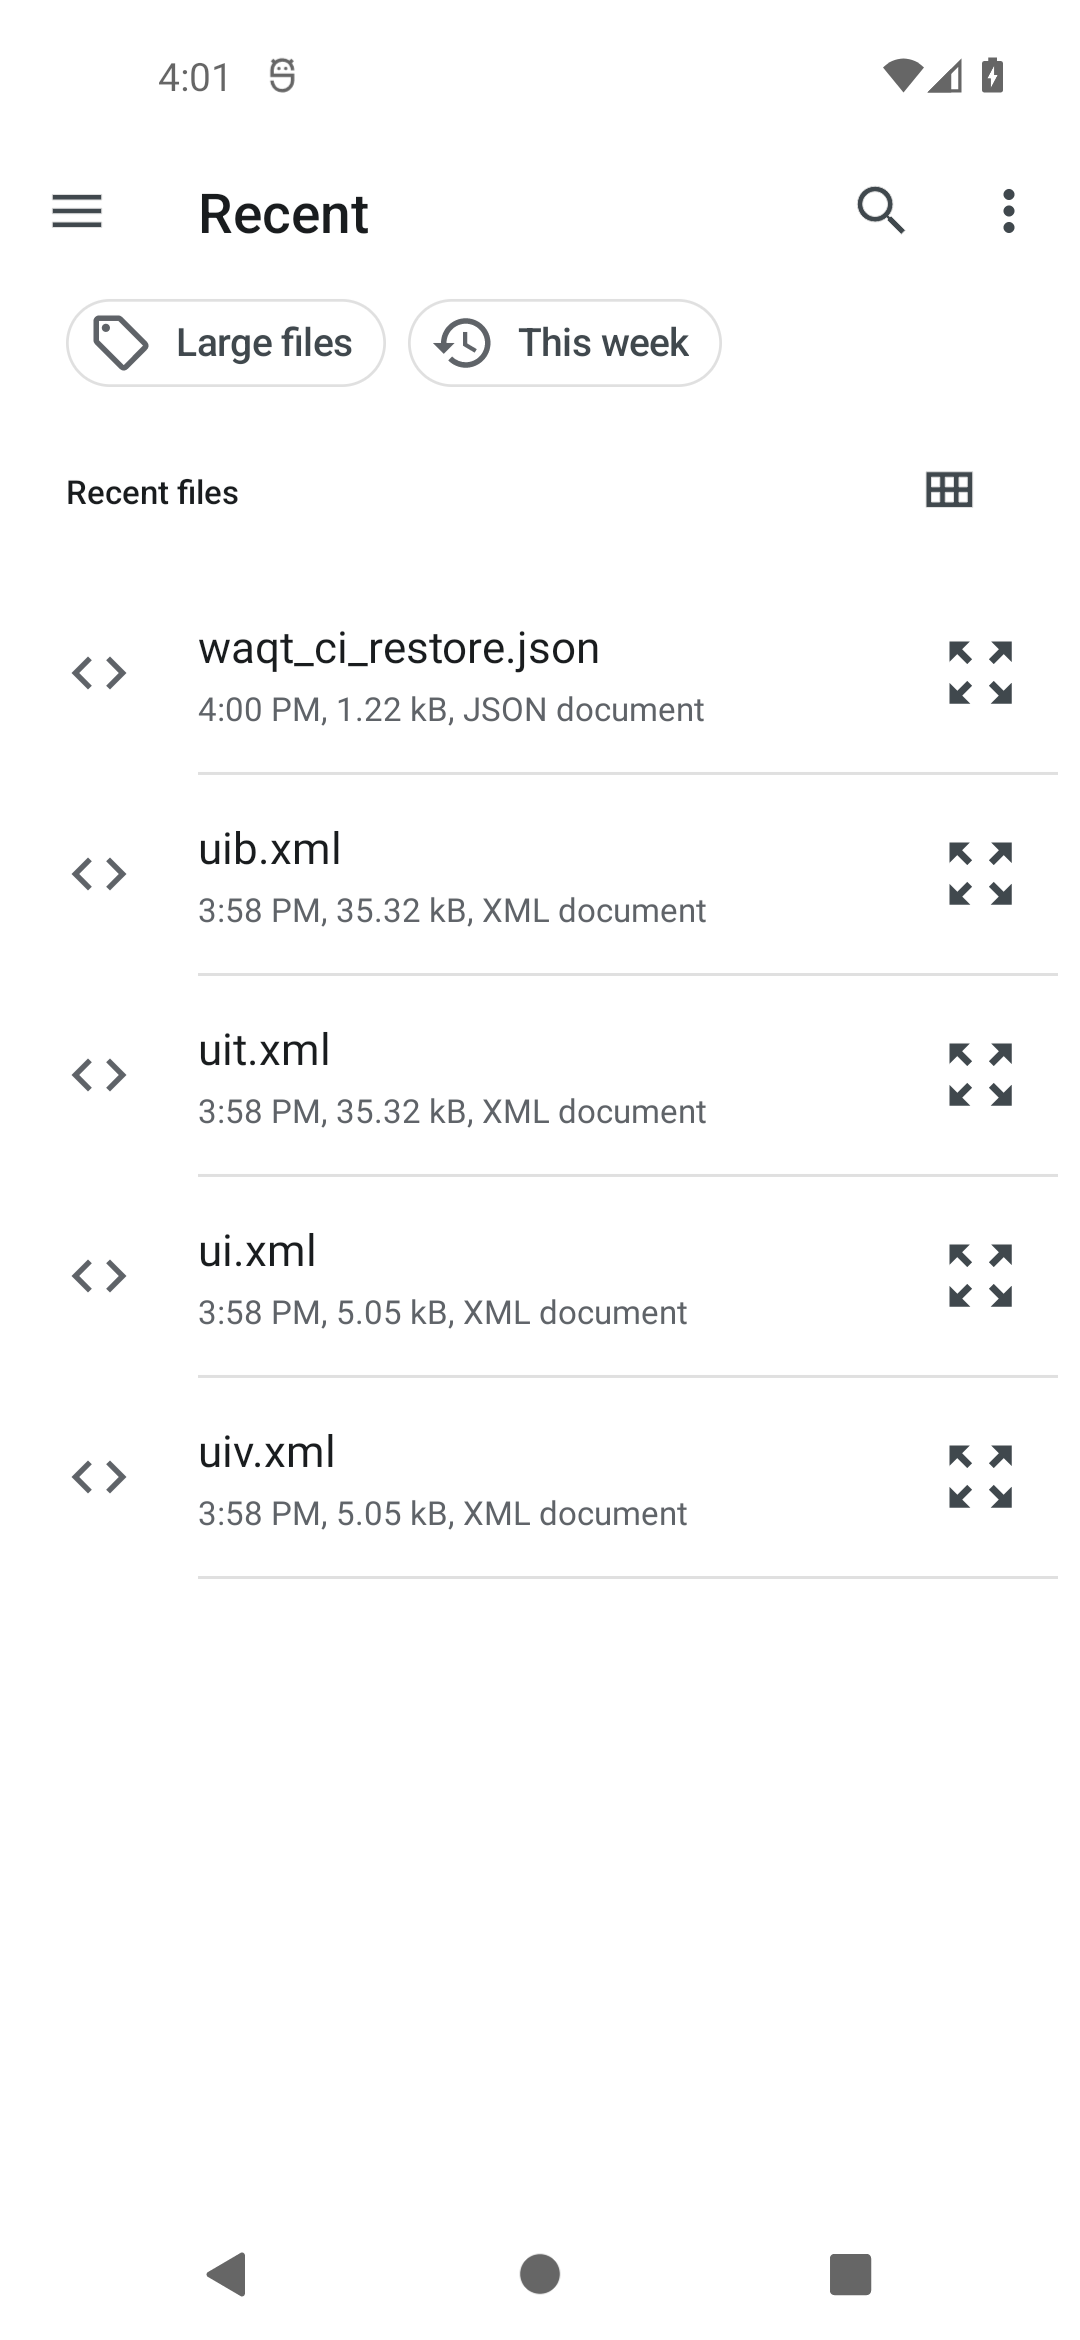 4:01
Recent
Large files
This week
Recent files
waqt_ci_restore.json
4:00 PM, 1.22 kB, JSON document
uib.xml
3:58 PM, 35.32 kB, XML document
uit.xml
3:58 PM, 35.32 kB, XML document
ui.xml
3:58 PM, 5.05 kB, XML document
uiv.xml
3:58 PM, 5.05 kB, XML document